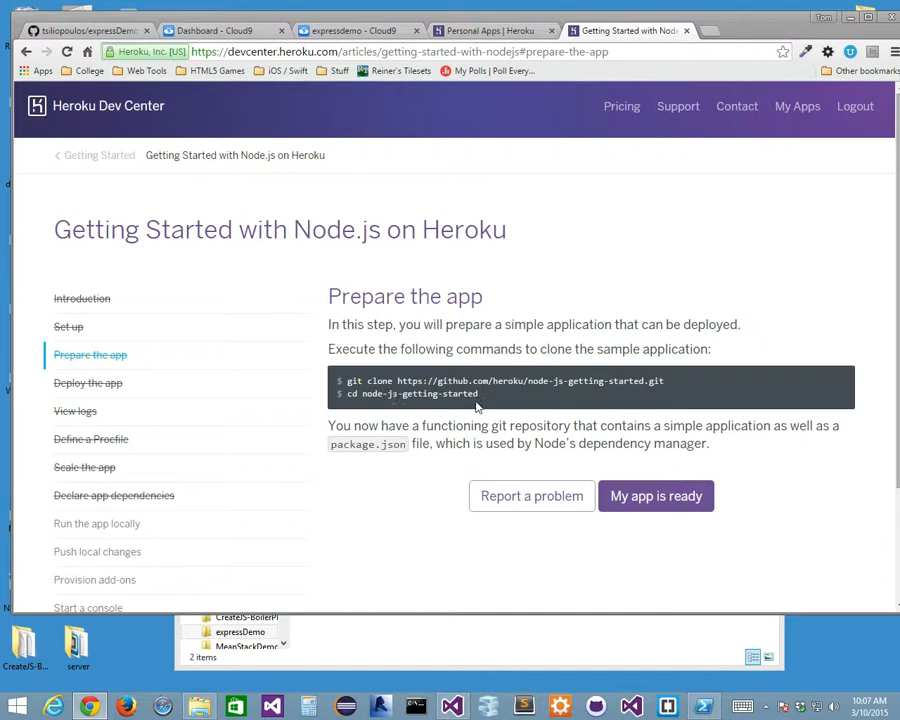 tsiliopoulos/expressDemo
Dashboard - Cloud9
expressdemo - Cloud9
Personal Apps | Heroku
Getting Started with Node
Tom
Heroku, Inc. [US]
https://devcenter.heroku.com/articles/getting-started-with-nodejs#prepare-the-app
Apps
College
Web Tools
HTML5 Games
iOS / Swift
Stuff
Reiner's Tilesets
My Polls | Poll Every...
Other bookmarks
Heroku Dev Center
Pricing
Support
Contact
My Apps
Logout
Getting Started
Getting Started with Node.js on Heroku
Getting Started with Node.js on Heroku
Introduction
Set up
Prepare the app
Deploy the app
View logs
Define a Procfile
Scale the app
Declare app dependencies
Run the app locally
Push local changes
Provision add-ons
Start a console
Prepare the app
In this step, you will prepare a simple application that can be deployed.
Execute the following commands to clone the sample application:
$ git clone https://github.com/heroku/node-js-getting-started.git
$ cd node-js-getting-started
You now have a functioning git repository that contains a simple application as well as a
package.json file, which is used by Node's dependency manager.
Report a problem
My app is ready
CreateJS-BoilerPl
expressDemo
MeanStackDemo
2 items
CreateJS-B...
server
10:07 AM
3/10/2015